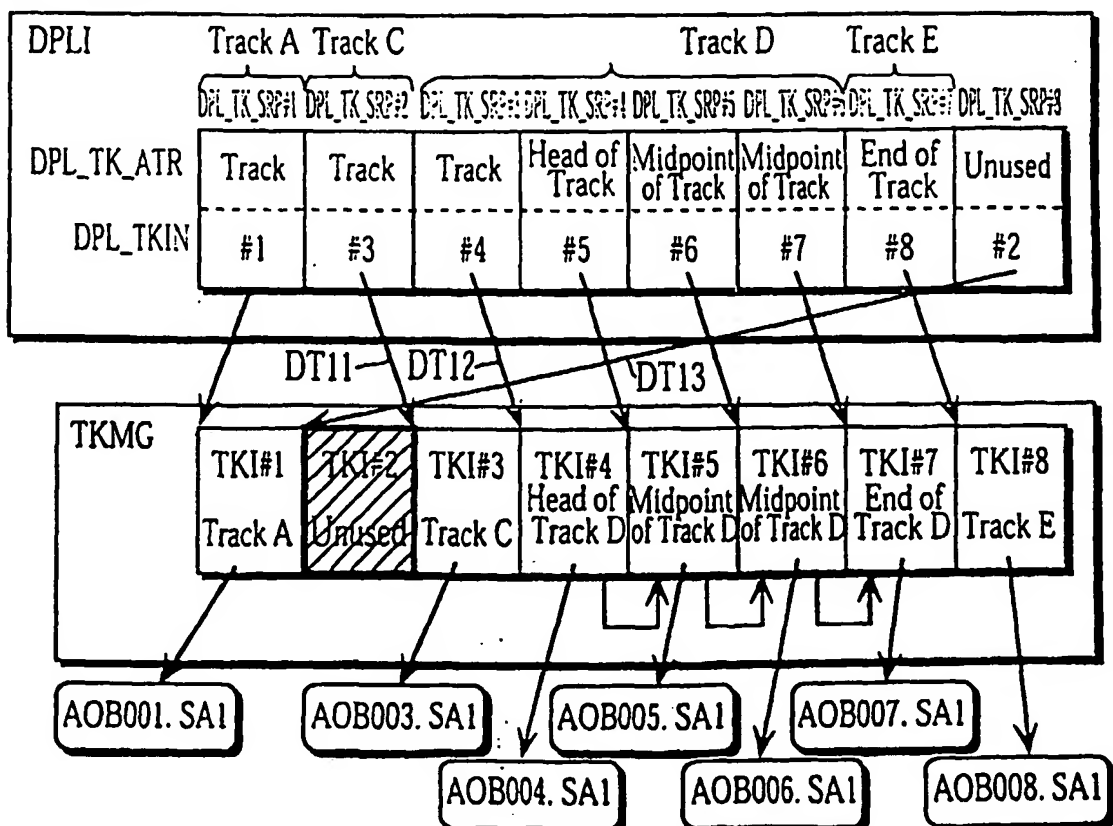 DPLI Track A Track C Track D Track E
DPL_TK_SRP#1 DPL_TK_SRP#2 DPL_TK_SRP#4 DPL_TK_SRP#5 DPL_TK_SRP#8
DPL_TK_ATR Track Track Track Head of Track Midpoint of Track Midpoint of Track End of Track Unused
DPL_TKIN #1 #3 #4 #5 #6 #7 #8 #2
DT11 DT12 DT13
TKMG
TKI#1 TKI#2 TKI#3 TKI#4 TKI#5 TKI#6 TKI#7 TKI#8
Track A Unused Track C Head of Track D Midpoint of Track D Midpoint of Track D End of Track D Track E
AOB001. SA1 AOB003. SA1 AOB005. SA1 AOB007. SA1
AOB004. SA1 AOB006. SA1 AOB008. SA1